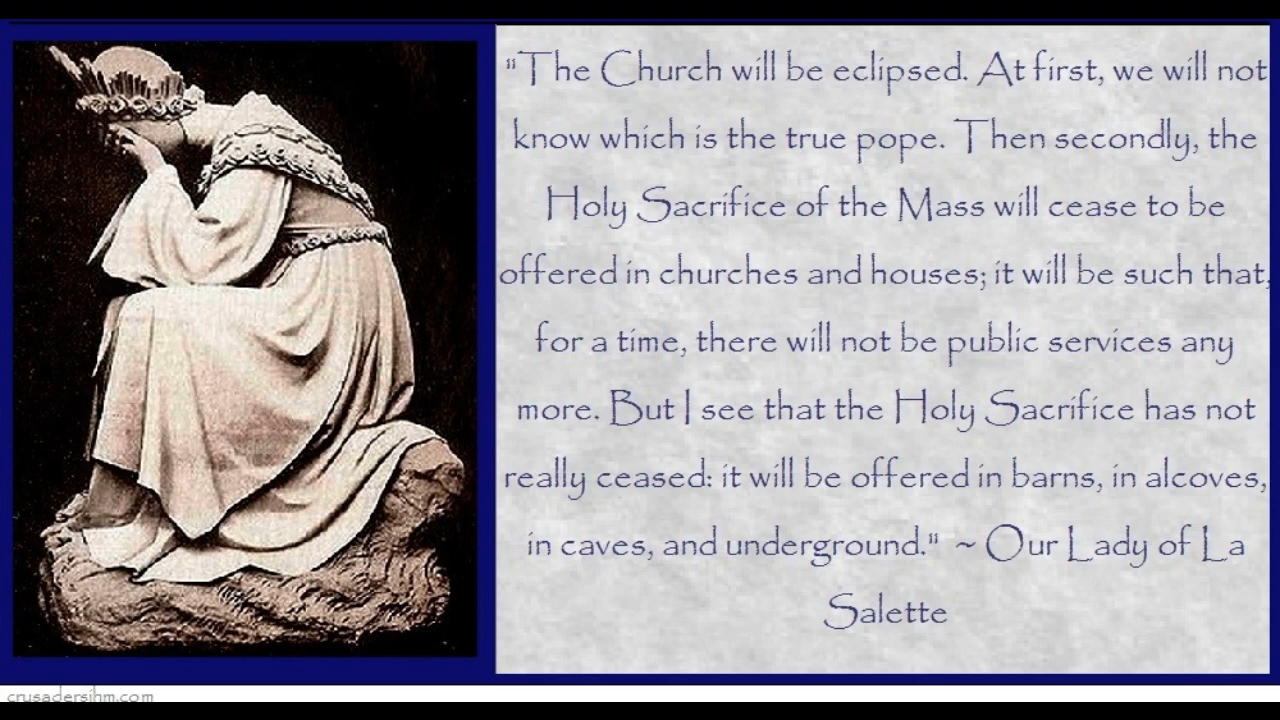 "The Church will be eclipsed. At first, we will not
know which is the true pope. Then secondly, the
Holy Sacrifice of the Mass will cease to be
offered in churches and houses; it will be such that,
for a time, there will not be public services any
more. But I see that the Holy Sacrifice has not
really ceased: it will be offered in barns, in alcoves,
in caves, and underground." ~ Our Lady of La
Salette
crusadersihm.com